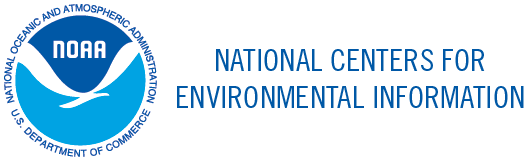 NATIONAL OCEANIC AND ATMOSPHERIC ADMINISTRATION
NOAA
U.S. DEPARTMENT OF COMMERCE
NATIONAL CENTERS FOR
ENVIRONMENTAL INFORMATION